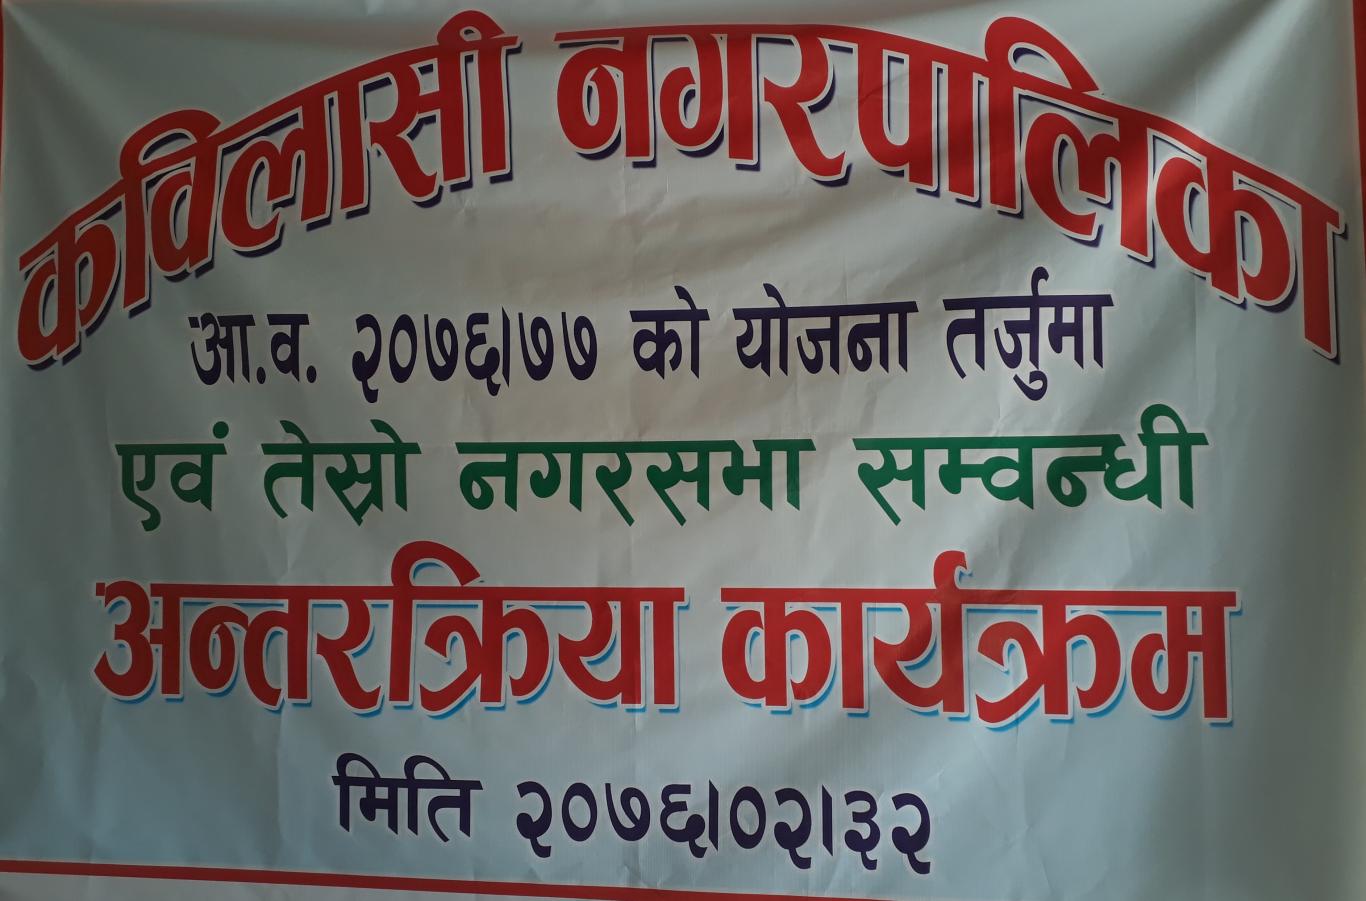 कविलासी नगरपालिका
आ.व. २०७६।७७ को योजना तर्जुमा
एवं तेस्रो नगरसभा सम्वन्धी
अन्तरक्रिया कार्यक्रम
मिति २०७६।०२।३२